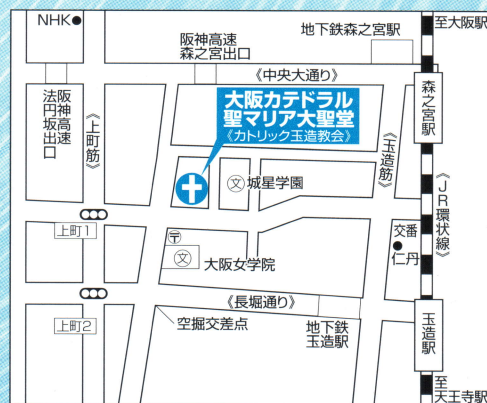 NHK
阪神高速
森之宮出口
地下鉄森之宮駅
至大阪駅
《中央大通り》
阪神高速
法円坂出口
《上町筋》
大阪カテドラル
聖マリア大聖堂
《カトリック玉造教会》
《玉造筋》
森之宮駅
文
城星学園
《JR環状線》
上町1
〒
文
大阪女学院
交番
仁丹
上町2
《長堀通り》
空掘交差点
地下鉄
玉造駅
玉造駅
至
天王寺駅